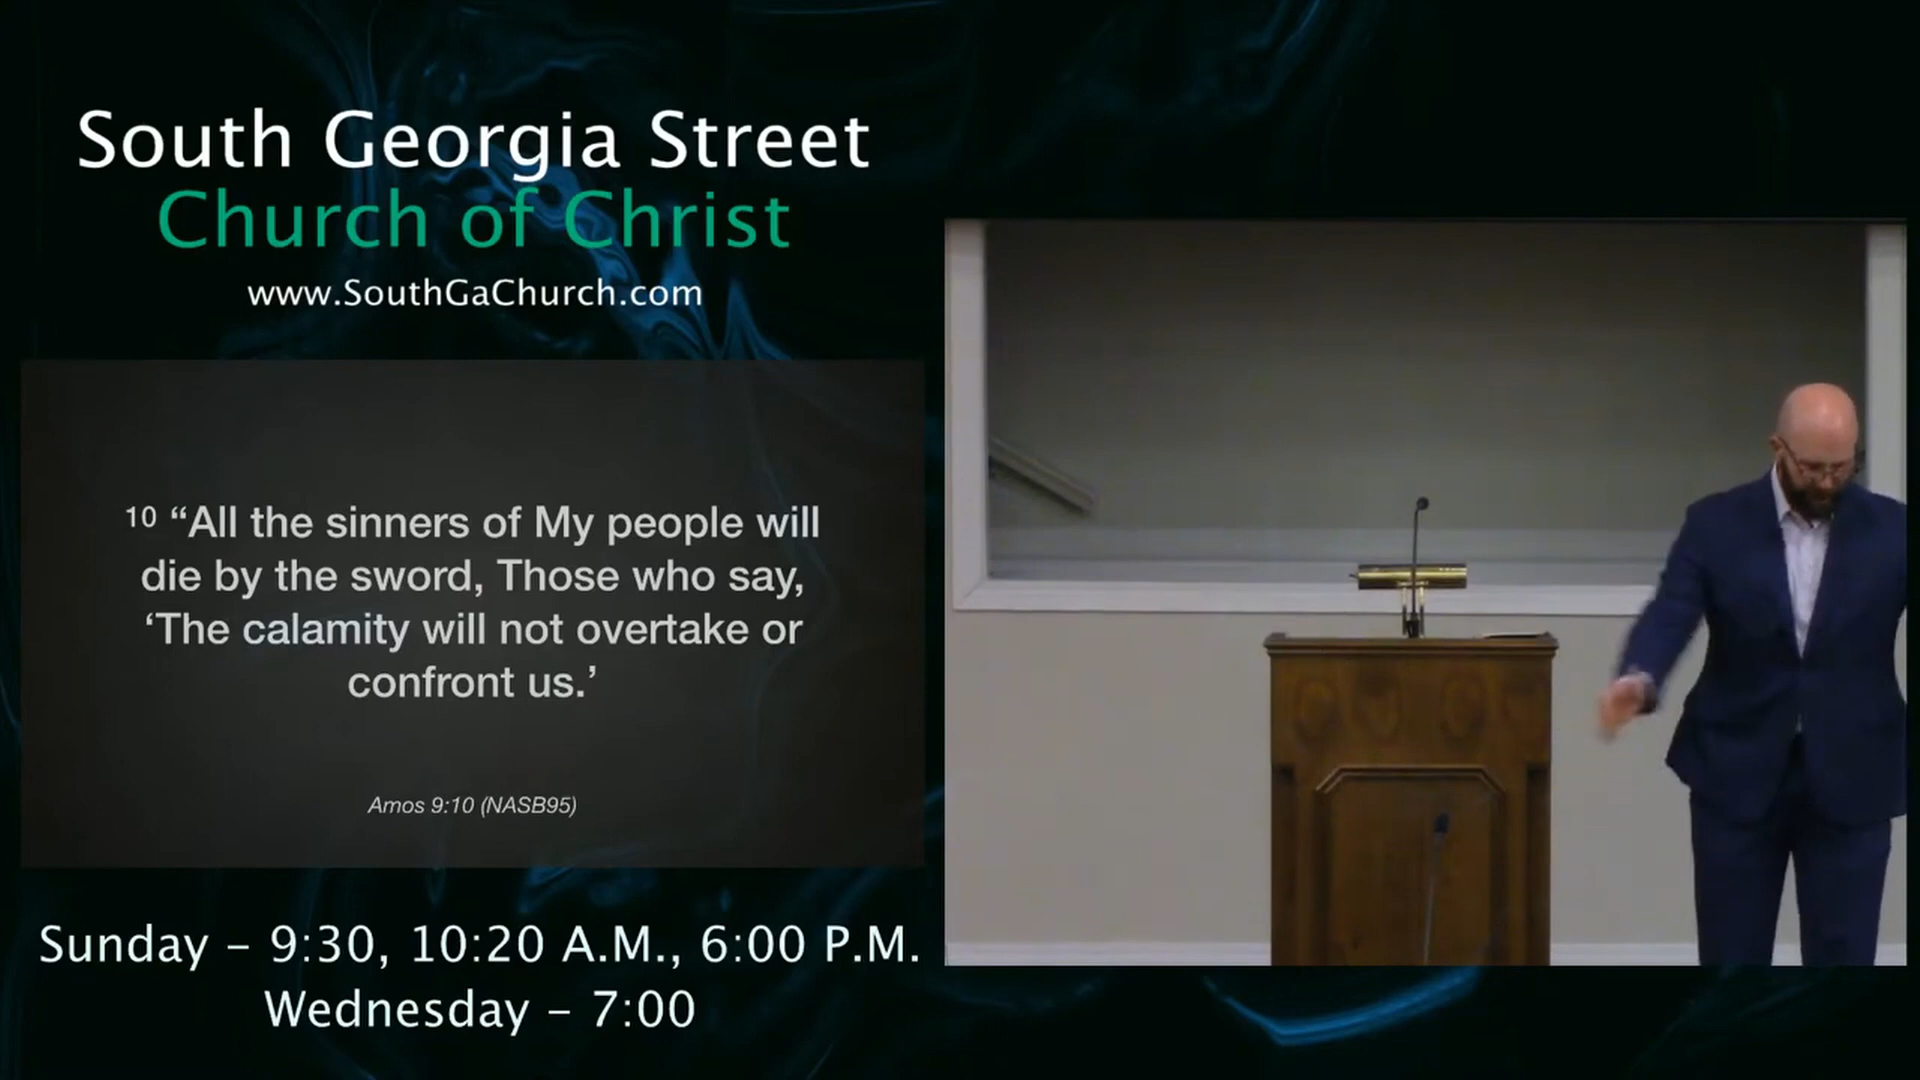 South Georgia Street
Church of Christ
www.SouthGaChurch.com
10 “All the sinners of My people will
die by the sword, Those who say,
‘The calamity will not overtake or
confront us.’
Amos 9:10 (NASB95)
Sunday – 9:30, 10:20 A.M., 6:00 P.M.
Wednesday – 7:00